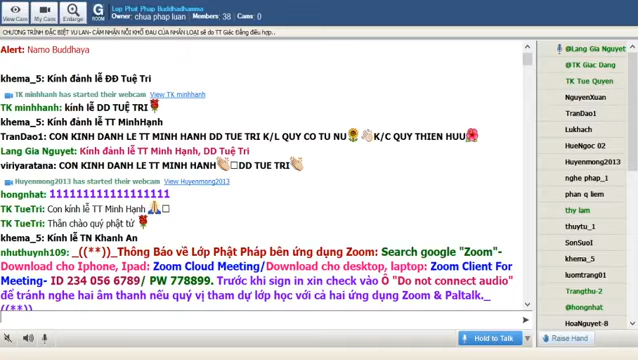 Lop Phat Phap Buddhadhamma
Owner: chua phap luan Members: 38 Cams: 0
View Cam My Cam Enlarge G ROOM
CHƯƠNG TRÌNH ĐẶC BIỆT VU LAN- CẢM NHẬN NỖI KHỔ ĐAU CỦA NHÂN LOẠI sẽ do TT Giác Đẳng điều hợp..
Alert: Namo Buddhaya
khema_5: Kính đảnh lễ ĐĐ Tuệ Tri
TK minhhanh has started their webcam View TK minhhanh
TK minhhanh: kính lễ DD TUỆ TRI
khema_5: Kính đảnh lễ TT MinhHạnh
TranDao1: CON KINH DANH LE TT MINH HANH DD TUE TRI K/L QUY CO TU NU K/C QUY THIEN HUU
Lang Gia Nguyet: Kính đảnh lễ TT Minh Hạnh, DD Tuệ Tri
viriyaratana: CON KINH DANH LE TT MINH HANH DD TUE TRI
Huyenmong2013 has started their webcam View Huyenmong2013
hongnhat: 1111111111111111111
TK TueTri: Con kính lễ TT Minh Hạnh
TK TueTri: Thân chào quý phật tử
khema_5: Kính lễ TN Khanh An
nhuthuynh109: _((**))_Thông Báo về Lớp Phật Pháp bên ứng dụng Zoom: Search google "Zoom"-
Download cho Iphone, Ipad: Zoom Cloud Meeting/Download cho desktop, laptop: Zoom Client For
Meeting- ID 234 056 6789/ PW 778899. Trước khi sign in xin check vào Ô "Do not connect audio"
để tránh nghe hai âm thanh nếu quý vị tham dự lớp học với cả hai ứng dụng Zoom & Paltalk._
((**))
Hold to Talk
@Lang Gia Nguyet
@TK Giac Dang
TK Tue Quyen
NguyenXuan
TranDao1
Lukhach
HueNgoc 02
Huyenmong2013
nghe phap_1
phan q liem
thy lam
thuytu_1
SonSuoI
khema_5
luomtrang01
Trangthu-2
@hongnhat
HoaNguyet-8
Raise Hand